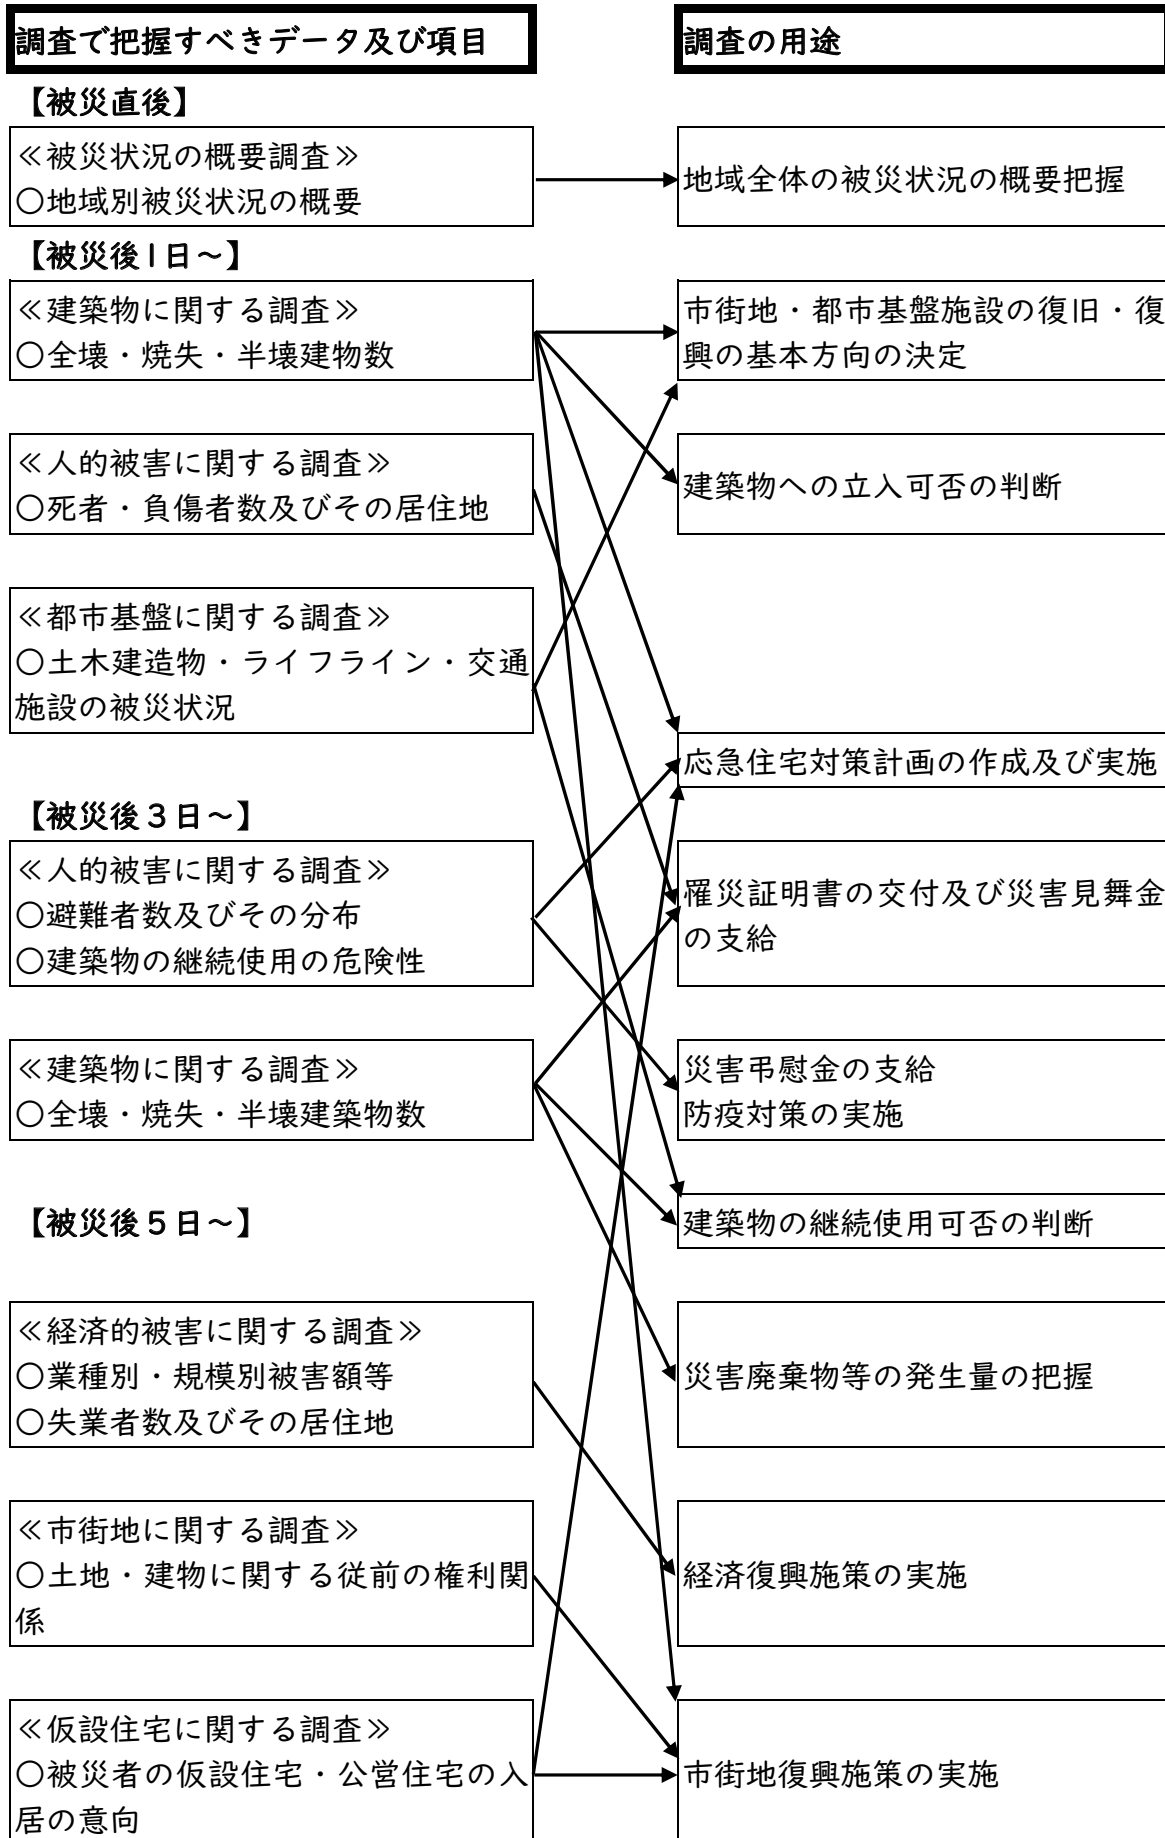 調査で把握すべきデータ及び項目
調査の用途
【被災直後】
≪被災状況の概要調査≫
〇地域別被災状況の概要
地域全体の被災状況の概要把握
【被災後1日～】
≪建築物に関する調査≫
〇全壊・焼失・半壊建物数
市街地・都市基盤施設の復旧・復
興の基本方向の決定
≪人的被害に関する調査≫
〇死者・負傷者数及びその居住地
建築物への立入可否の判断
≪都市基盤に関する調査≫
〇土木建造物・ライフライン・交通
施設の被災状況
応急住宅対策計画の作成及び実施
【被災後３日～】
≪人的被害に関する調査≫
〇避難者数及びその分布
〇建築物の継続使用の危険性
罹災証明書の交付及び災害見舞金
の支給
≪建築物に関する調査≫
〇全壊・焼失・半壊建築物数
災害弔慰金の支給
防疫対策の実施
【被災後５日～】
建築物の継続使用可否の判断
≪経済的被害に関する調査≫
〇業種別・規模別被害額等
〇失業者数及びその居住地
災害廃棄物等の発生量の把握
≪市街地に関する調査≫
〇土地・建物に関する従前の権利関
係
経済復興施策の実施
≪仮設住宅に関する調査≫
〇被災者の仮設住宅・公営住宅の入
居の意向
市街地復興施策の実施